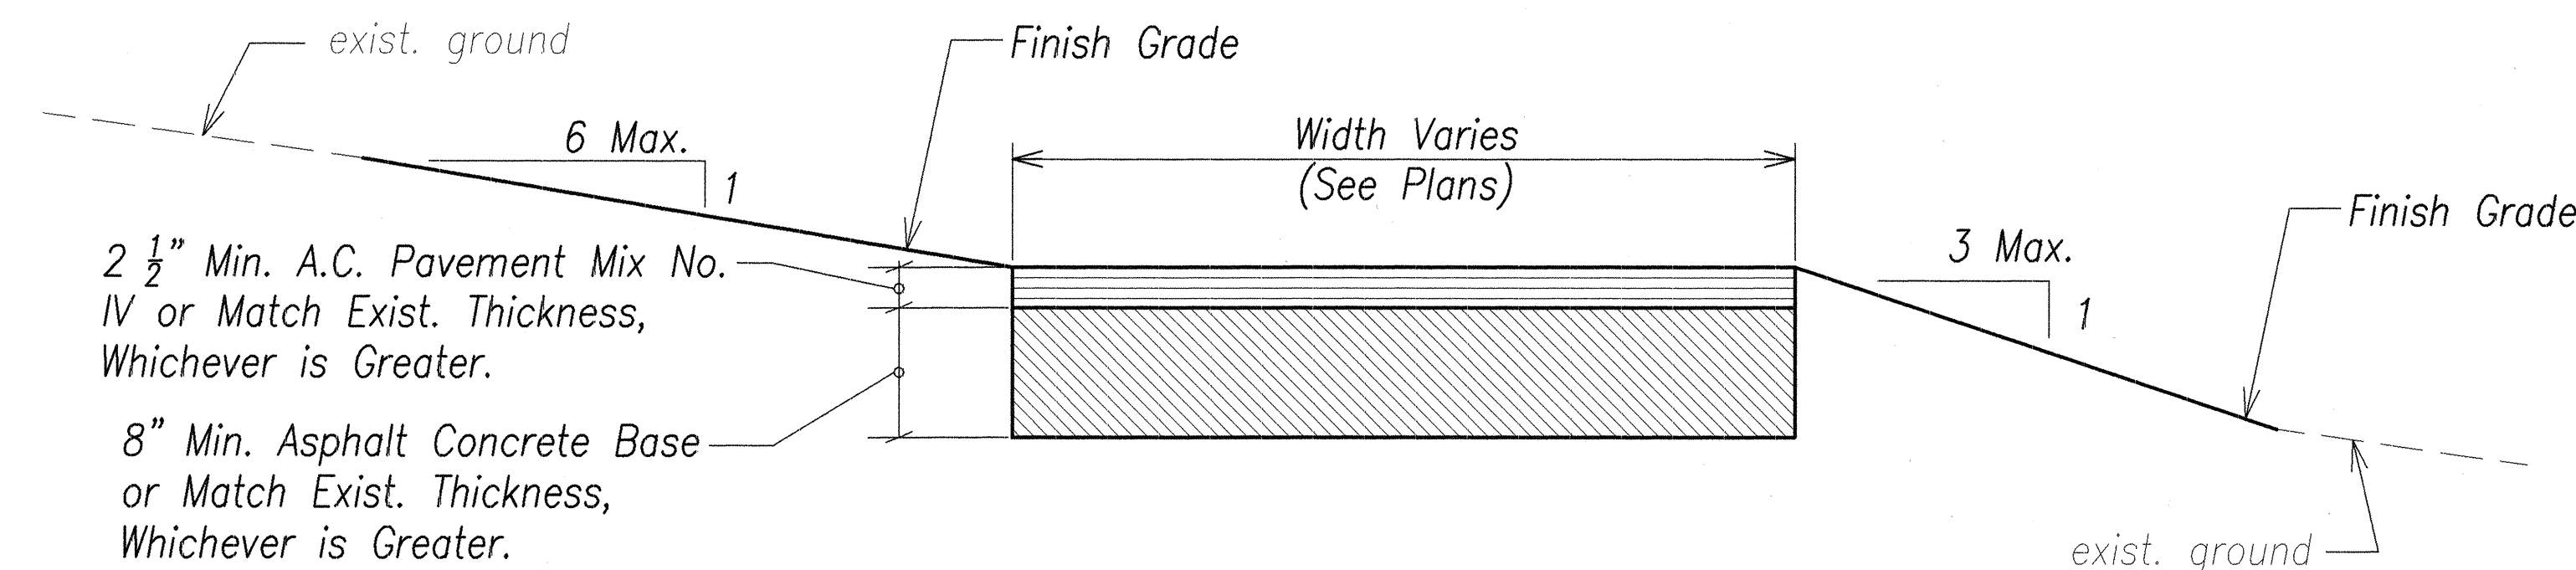 exist. ground
Finish Grade
6 Max.
1
Width Varies
(See Plans)
Finish Grade
3 Max.
1
2 1/2” Min. A.C. Pavement Mix No.
IV or Match Exist. Thickness,
Whichever is Greater.
8” Min. Asphalt Concrete Base
or Match Exist. Thickness,
Whichever is Greater.
exist. ground